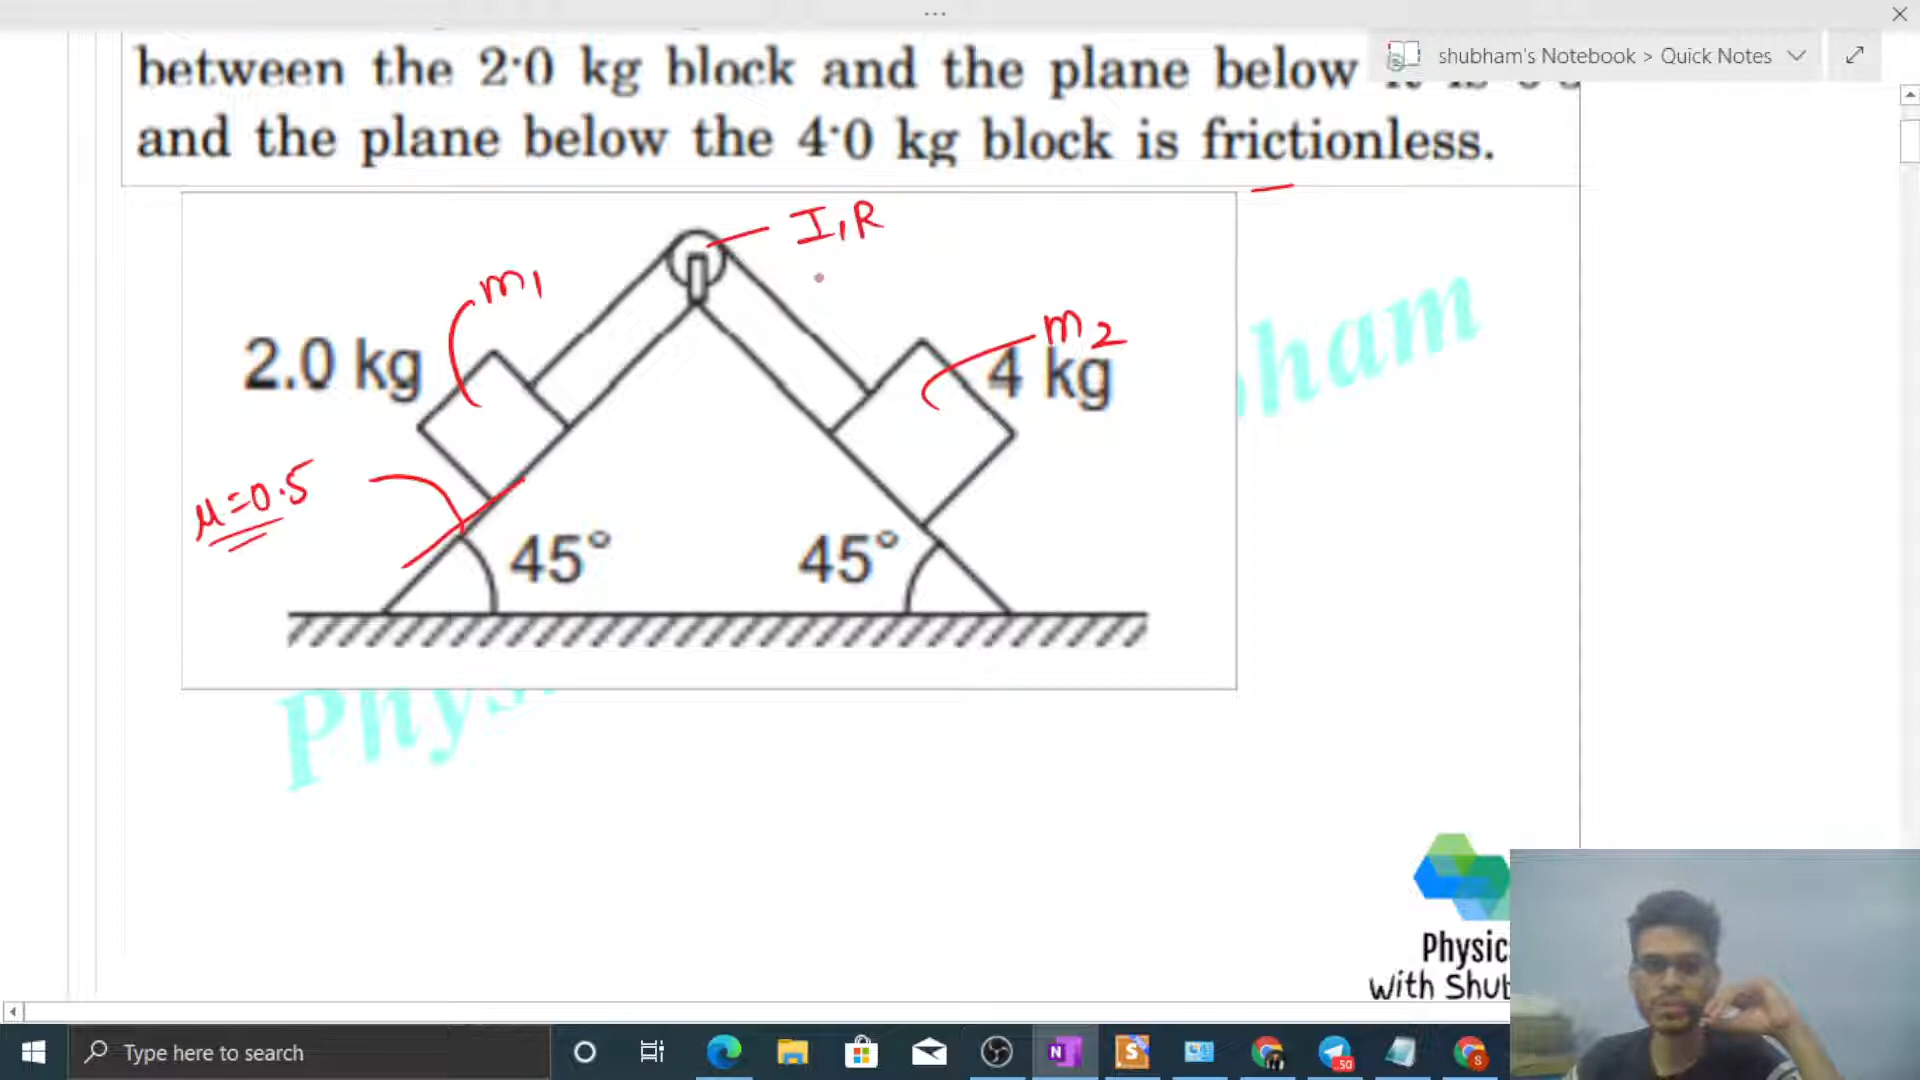 ...
shubham's Notebook > Quick Notes
between the 2·0 kg block and the plane below
and the plane below the 4·0 kg block is frictionless.
I, R
m1
m2
2.0 kg
4 kg
ham
μ=0.5
45°
45°
Phys
Physic
With Shub
Type here to search
N
S
50
S